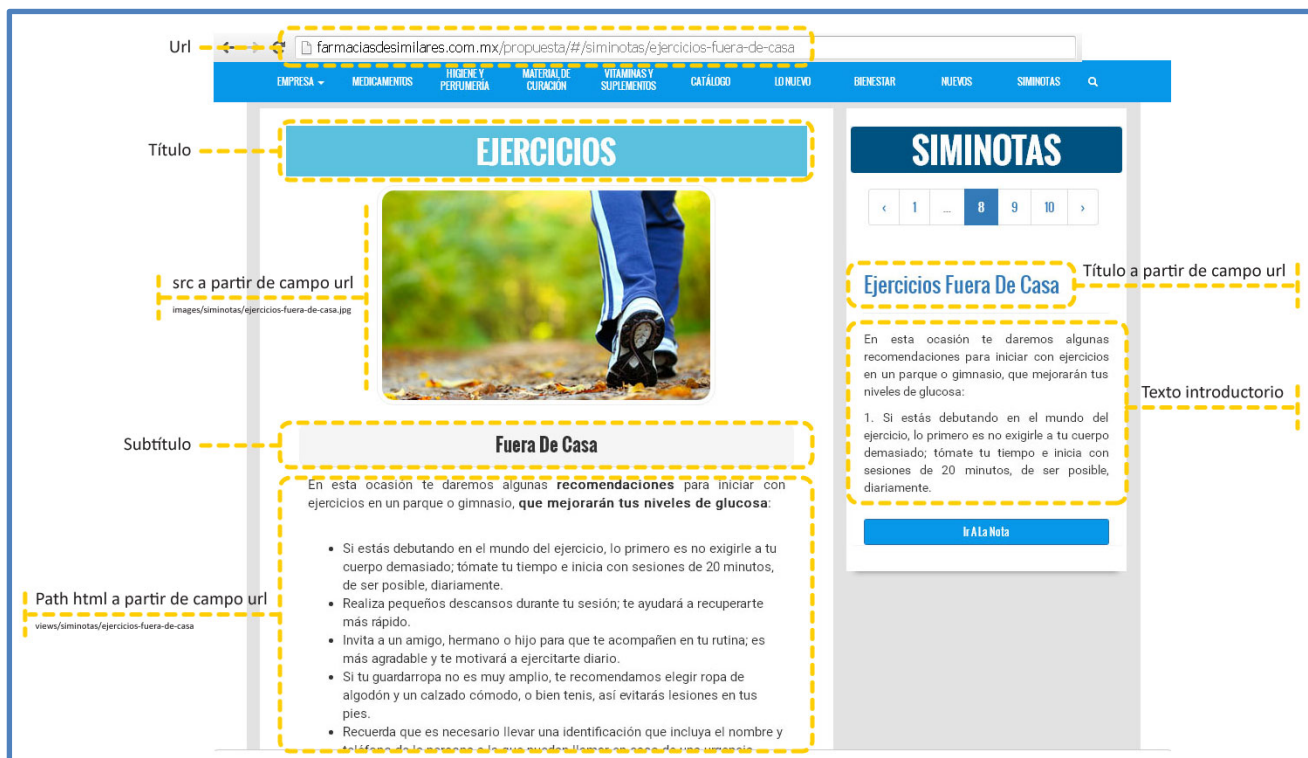 Url
farmaciasdesimilares.com.mx/propuesta/#/siminotas/ejercicios-fuera-de-casa
EMPRESA MEDICAMENTOS HIGIENE Y PERFUMERÍA MATERIAL DE CURACIÓN VITAMINAS Y SUPLEMENTOS CATÁLOGO LO NUEVO BIENESTAR NUEVOS SIMINOTAS
Título
EJERCICIOS
src a partir de campo url
images/siminotas/ejercicios-fuera-de-casa.jpg
Subtítulo
Fuera De Casa
En esta ocasión te daremos algunas recomendaciones para iniciar con
ejercicios en un parque o gimnasio, que mejorarán tus niveles de glucosa:
• Si estás debutando en el mundo del ejercicio, lo primero es no exigirle a tu
cuerpo demasiado; tómate tu tiempo e inicia con sesiones de 20 minutos,
de ser posible, diariamente.
• Realiza pequeños descansos durante tu sesión; te ayudará a recuperarte
más rápido.
• Invita a un amigo, hermano o hijo para que te acompañen en tu rutina; es
más agradable y te motivará a ejercitarte diario.
• Si tu guardarropa no es muy amplio, te recomendamos elegir ropa de
algodón y un calzado cómodo, o bien tenis, así evitarás lesiones en tus
pies.
• Recuerda que es necesario llevar una identificación que incluya el nombre y
Path html a partir de campo url
views/siminotas/ejercicios-fuera-de-casa
SIMINOTAS
‹ 1 ... 8 9 10 ›
Ejercicios Fuera De Casa
Título a partir de campo url
En esta ocasión te daremos algunas
recomendaciones para iniciar con ejercicios
en un parque o gimnasio, que mejorarán tus
niveles de glucosa:
1. Si estás debutando en el mundo del
ejercicio, lo primero es no exigirle a tu cuerpo
demasiado; tómate tu tiempo e inicia con
sesiones de 20 minutos, de ser posible,
diariamente.
Texto introductorio
Ir A La Nota